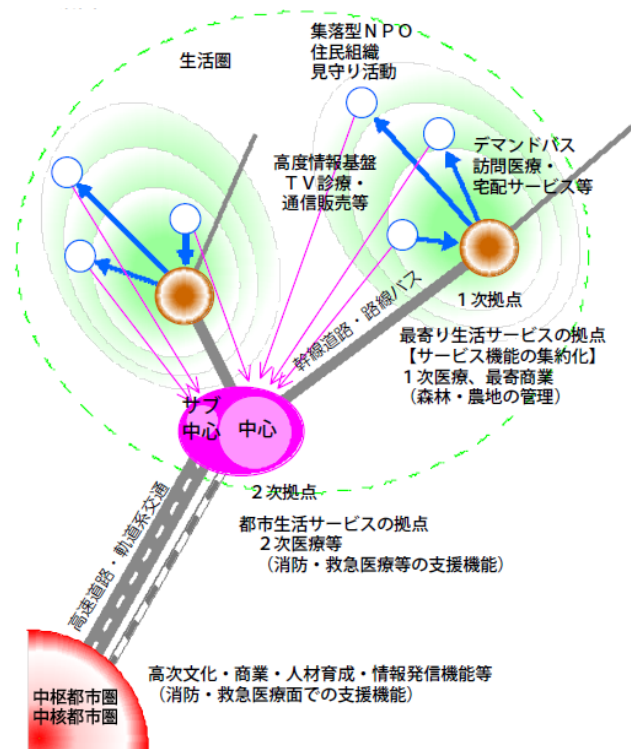 生活圏
集落型ＮＰＯ
住民組織
見守り活動
高度情報基盤
ＴＶ診療・
通信販売等
デマンドバス
訪問医療・
宅配サービス等
幹線道路・路線バス
１次拠点
最寄り生活サービスの拠点
【サービス機能の集約化】
１次医療、最寄商業
（森林・農地の管理）
サブ
中心
中心
２次拠点
都市生活サービスの拠点
２次医療等
（消防・救急医療等の支援機能）
高速道路・軌道系交通
高次文化・商業・人材育成・情報発信機能等
（消防・救急医療面での支援機能）
中枢都市圏
中核都市圏